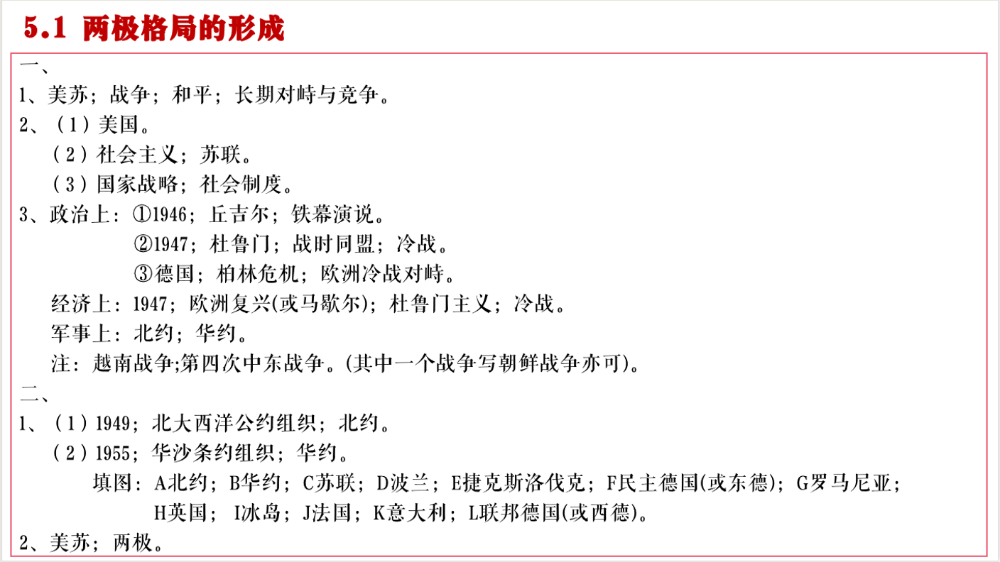 5.1 两极格局的形成
一、
1、美苏；战争；和平；长期对峙与竞争。
2、（1）美国。
（2）社会主义；苏联。
（3）国家战略；社会制度。
3、政治上：①1946；丘吉尔；铁幕演说。
②1947；杜鲁门；战时同盟；冷战。
③德国；柏林危机；欧洲冷战对峙。
经济上：1947；欧洲复兴(或马歇尔)；杜鲁门主义；冷战。
军事上：北约；华约。
注：越南战争;第四次中东战争。(其中一个战争写朝鲜战争亦可)。
二、
1、（1）1949；北大西洋公约组织；北约。
（2）1955；华沙条约组织；华约。
填图：A北约；B华约；C苏联；D波兰；E捷克斯洛伐克；F民主德国(或东德)；G罗马尼亚；
H英国； I冰岛；J法国；K意大利；L联邦德国(或西德)。
2、美苏；两极。